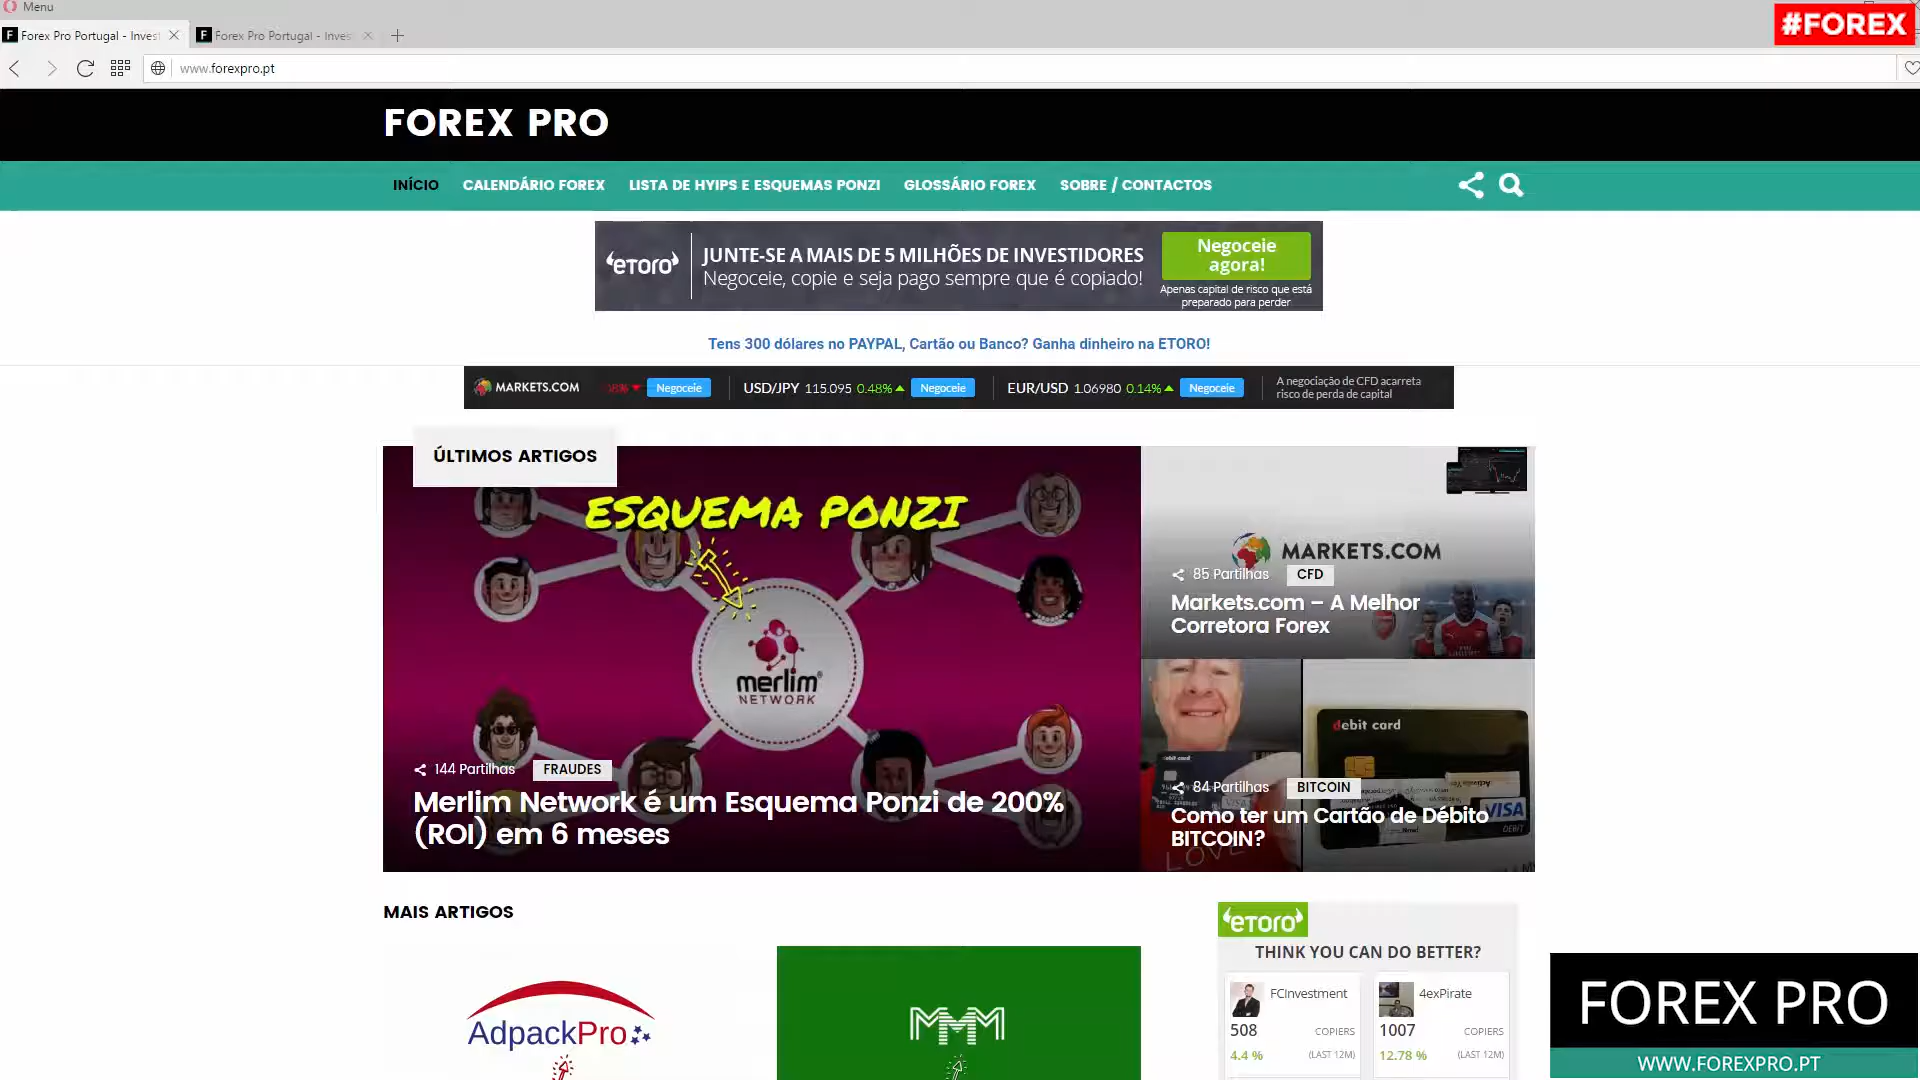 Menu
#FOREX
Forex Pro Portugal - Inves
Forex Pro Portugal - Inves
www.forexpro.pt
FOREX PRO
INÍCIO
CALENDÁRIO FOREX
LISTA DE HYIPS E ESQUEMAS PONZI
GLOSSÁRIO FOREX
SOBRE / CONTACTOS
eToro
JUNTE-SE A MAIS DE 5 MILHÕES DE INVESTIDORES
Negoceie, copie e seja pago sempre que é copiado!
Negoceie
agora!
Apenas capital de risco que está
preparado para perder
Tens 300 dólares no PAYPAL, Cartão ou Banco? Ganha dinheiro na ETORO!
MARKETS.COM
Negoceie
USD/JPY 115.095 0.48%
Negoceie
EUR/USD 1.06980 0.14%
Negoceie
A negociação de CFD acarreta
risco de perda de capital
ÚLTIMOS ARTIGOS
ESQUEMA PONZI
merlim
NETWORK
144 Partilhas
FRAUDES
Merlim Network é um Esquema Ponzi de 200%
(ROI) em 6 meses
MARKETS.COM
85 Partilhas
CFD
Markets.com – A Melhor
Corretora Forex
debit card
debit card
84 Partilhas
BITCOIN
Como ter um Cartão de Débito
BITCOIN?
VISA
DEBIT
LOVE
MAIS ARTIGOS
AdpackPro
MMM
eToro
THINK YOU CAN DO BETTER?
FCInvestment
508 COPIERS
4.4 % (LAST 12M)
4exPirate
1007 COPIERS
12.78 % (LAST 12M)
FOREX PRO
WWW.FOREXPRO.PT